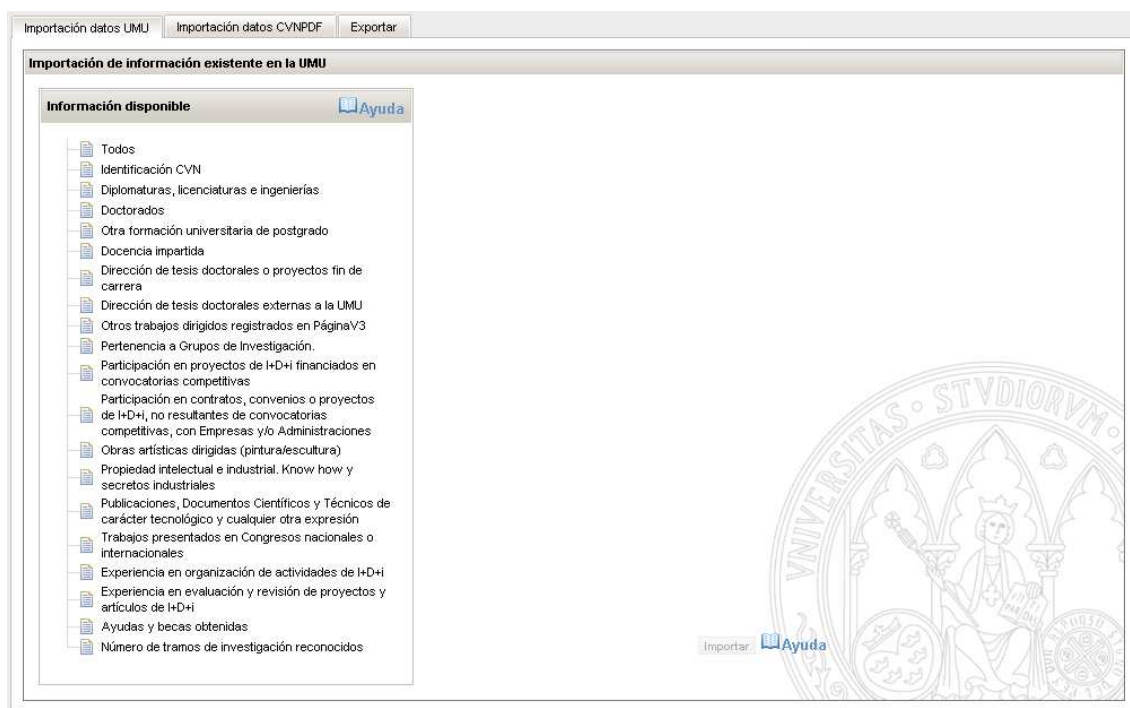 Importación datos UMU Importación datos CVNPDF Exportar
Importación de información existente en la UMU
Información disponible Ayuda
Todos
Identificación CVN
Diplomaturas, licenciaturas e ingenierías
Doctorados
Otra formación universitaria de postgrado
Docencia impartida
Dirección de tesis doctorales o proyectos fin de
carrera
Dirección de tesis doctorales externas a la UMU
Otros trabajos dirigidos registrados en PáginaV3
Pertenencia a Grupos de Investigación.
Participación en proyectos de I+D+i financiados en
convocatorias competitivas
Participación en contratos, convenios o proyectos
de I+D+i, no resultantes de convocatorias
competitivas, con Empresas y/o Administraciones
Obras artísticas dirigidas (pintura/escultura)
Propiedad intelectual e industrial. Know how y
secretos industriales
Publicaciones, Documentos Científicos y Técnicos de
carácter tecnológico y cualquier otra expresión
Trabajos presentados en Congresos nacionales o
internacionales
Experiencia en organización de actividades de I+D+i
Experiencia en evaluación y revisión de proyectos y
artículos de I+D+i
Ayudas y becas obtenidas
Número de tramos de investigación reconocidos
Importar Ayuda
VNIVERSITAS · STVDIORVM